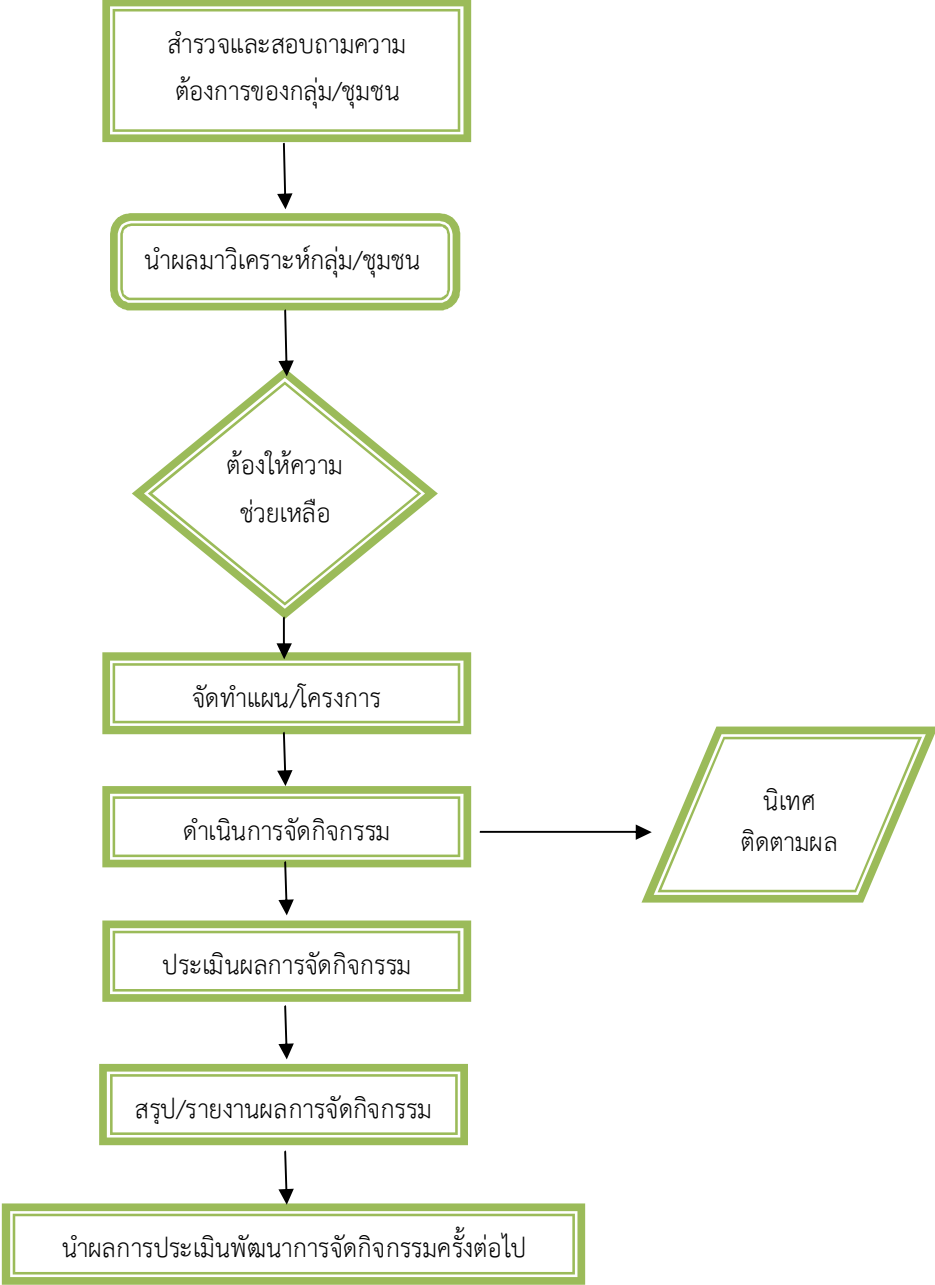 สำรวจและสอบถามความ
ต้องการของกลุ่ม/ชุมชน
นำผลมาวิเคราะห์กลุ่ม/ชุมชน
ต้องให้ความ
ช่วยเหลือ
จัดทำแผน/โครงการ
ดำเนินการจัดกิจกรรม
นิเทศ
ติดตามผล
ประเมินผลการจัดกิจกรรม
สรุป/รายงานผลการจัดกิจกรรม
นำผลการประเมินพัฒนาการจัดกิจกรรมครั้งต่อไป